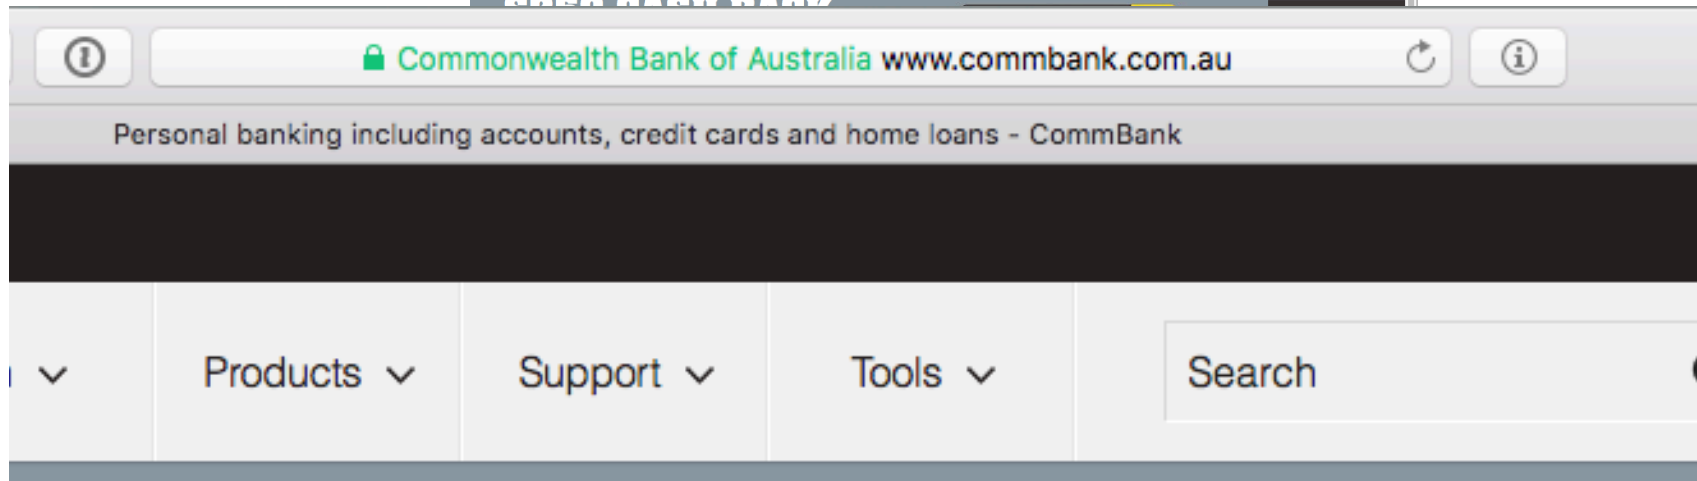 Commonwealth Bank of Australia www.commbank.com.au
Personal banking including accounts, credit cards and home loans - CommBank
Products Support Tools Search